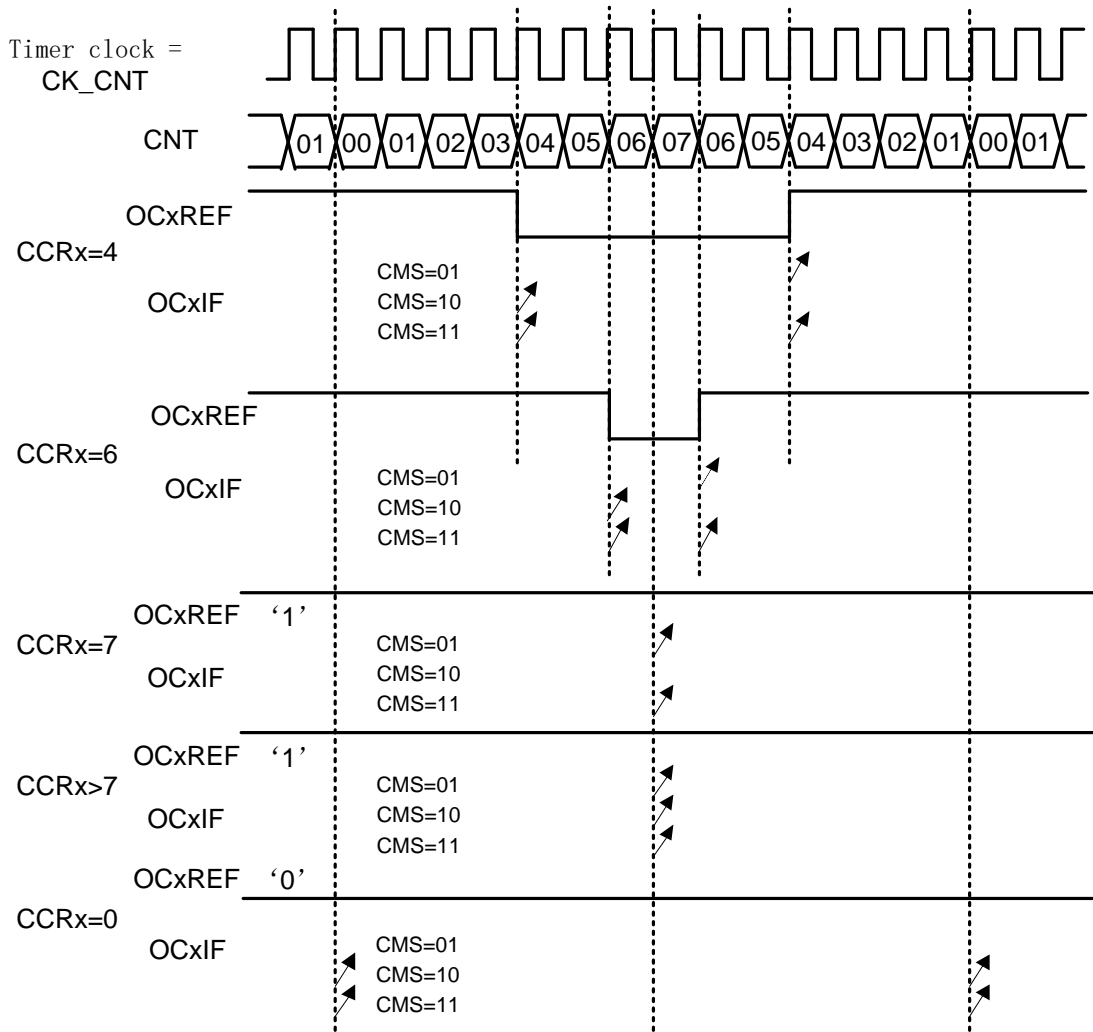 Timer clock =
CK_CNT
CNT
01 00 01 02 03 04 05 06 07 06 05 04 03 02 01 00 01
OCxREF
CCRx=4
OCxIF
CMS=01
CMS=10
CMS=11
OCxREF
CCRx=6
OCxIF
CMS=01
CMS=10
CMS=11
OCxREF ‘1’
CCRx=7
OCxIF
CMS=01
CMS=10
CMS=11
OCxREF ‘1’
CCRx>7
OCxIF
CMS=01
CMS=10
CMS=11
OCxREF ‘0’
CCRx=0
OCxIF
CMS=01
CMS=10
CMS=11